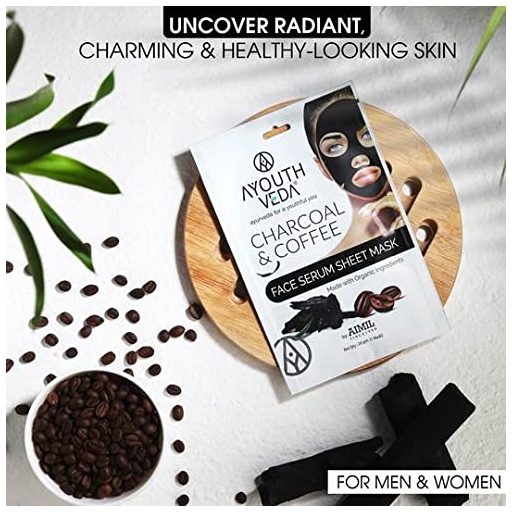 UNCOVER RADIANT,
CHARMING & HEALTHY-LOOKING SKIN
AYOUTH
VEDA®
ayurveda for a youthful you
CHARCOAL
& COFFEE
FACE SERUM SHEET MASK
Made with Organic Ingredients
by AIMIL
FOR MEN & WOMEN